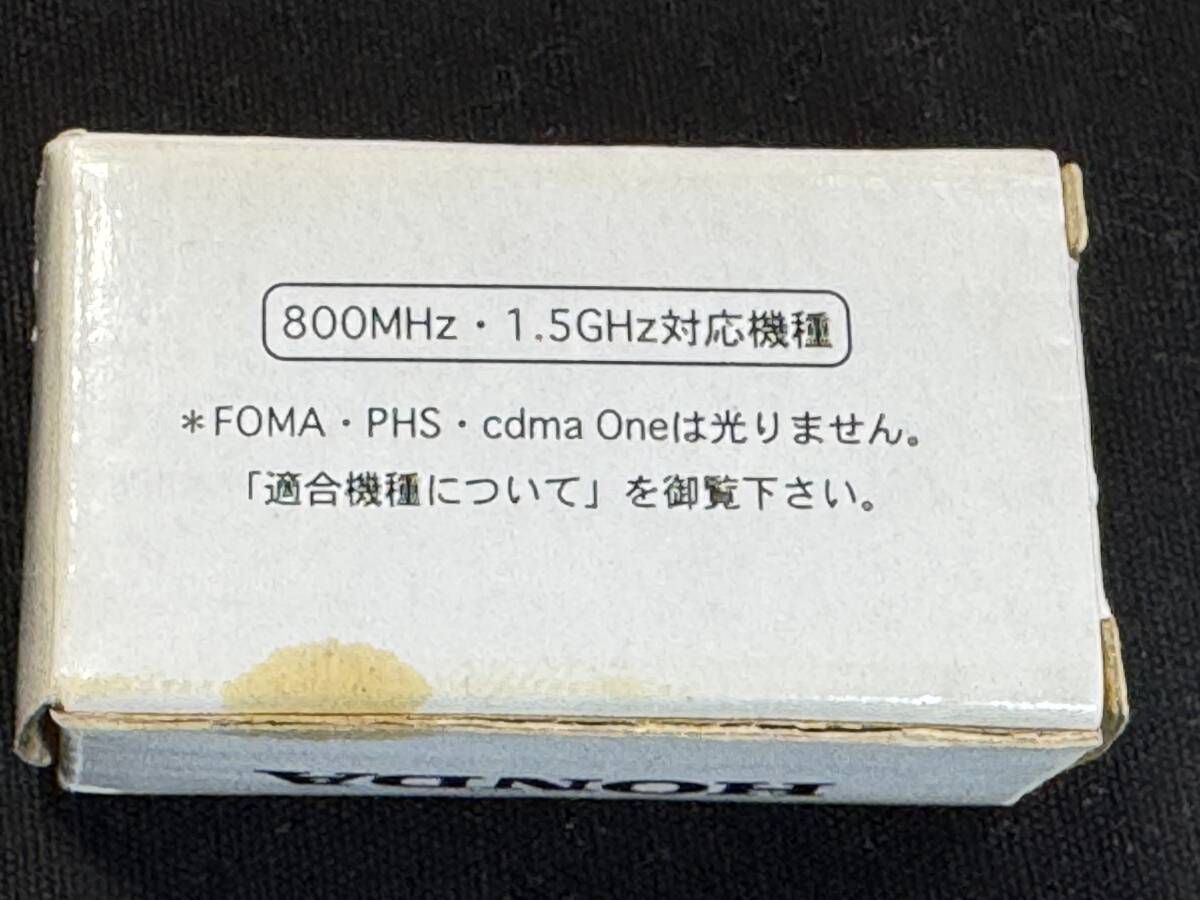 800MHz・1.5GHz対応機種
＊FOMA・PHS・cdma Oneは光りません。
「適合機種について」を御覧下さい。
HONDA